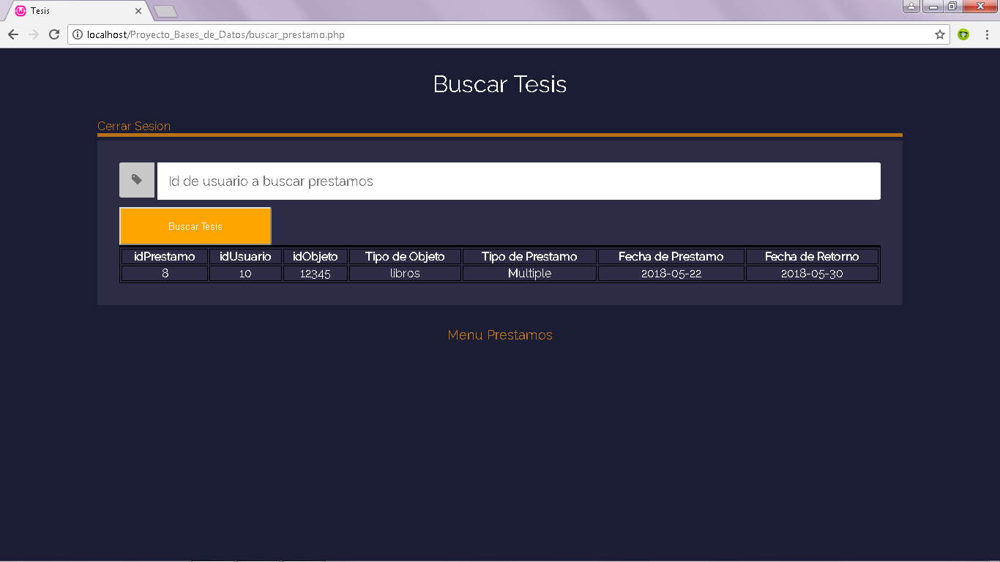 Tesis
localhost/Proyecto_Bases_de_Datos/buscar_prestamo.php
Buscar Tesis
Cerrar Sesion
Id de usuario a buscar prestamos
Buscar Tesis
idPrestamo idUsuario idObjeto Tipo de Objeto Tipo de Prestamo Fecha de Prestamo Fecha de Retorno
8 10 12345 libros Multiple 2018-05-22 2018-05-30
Menu Prestamos